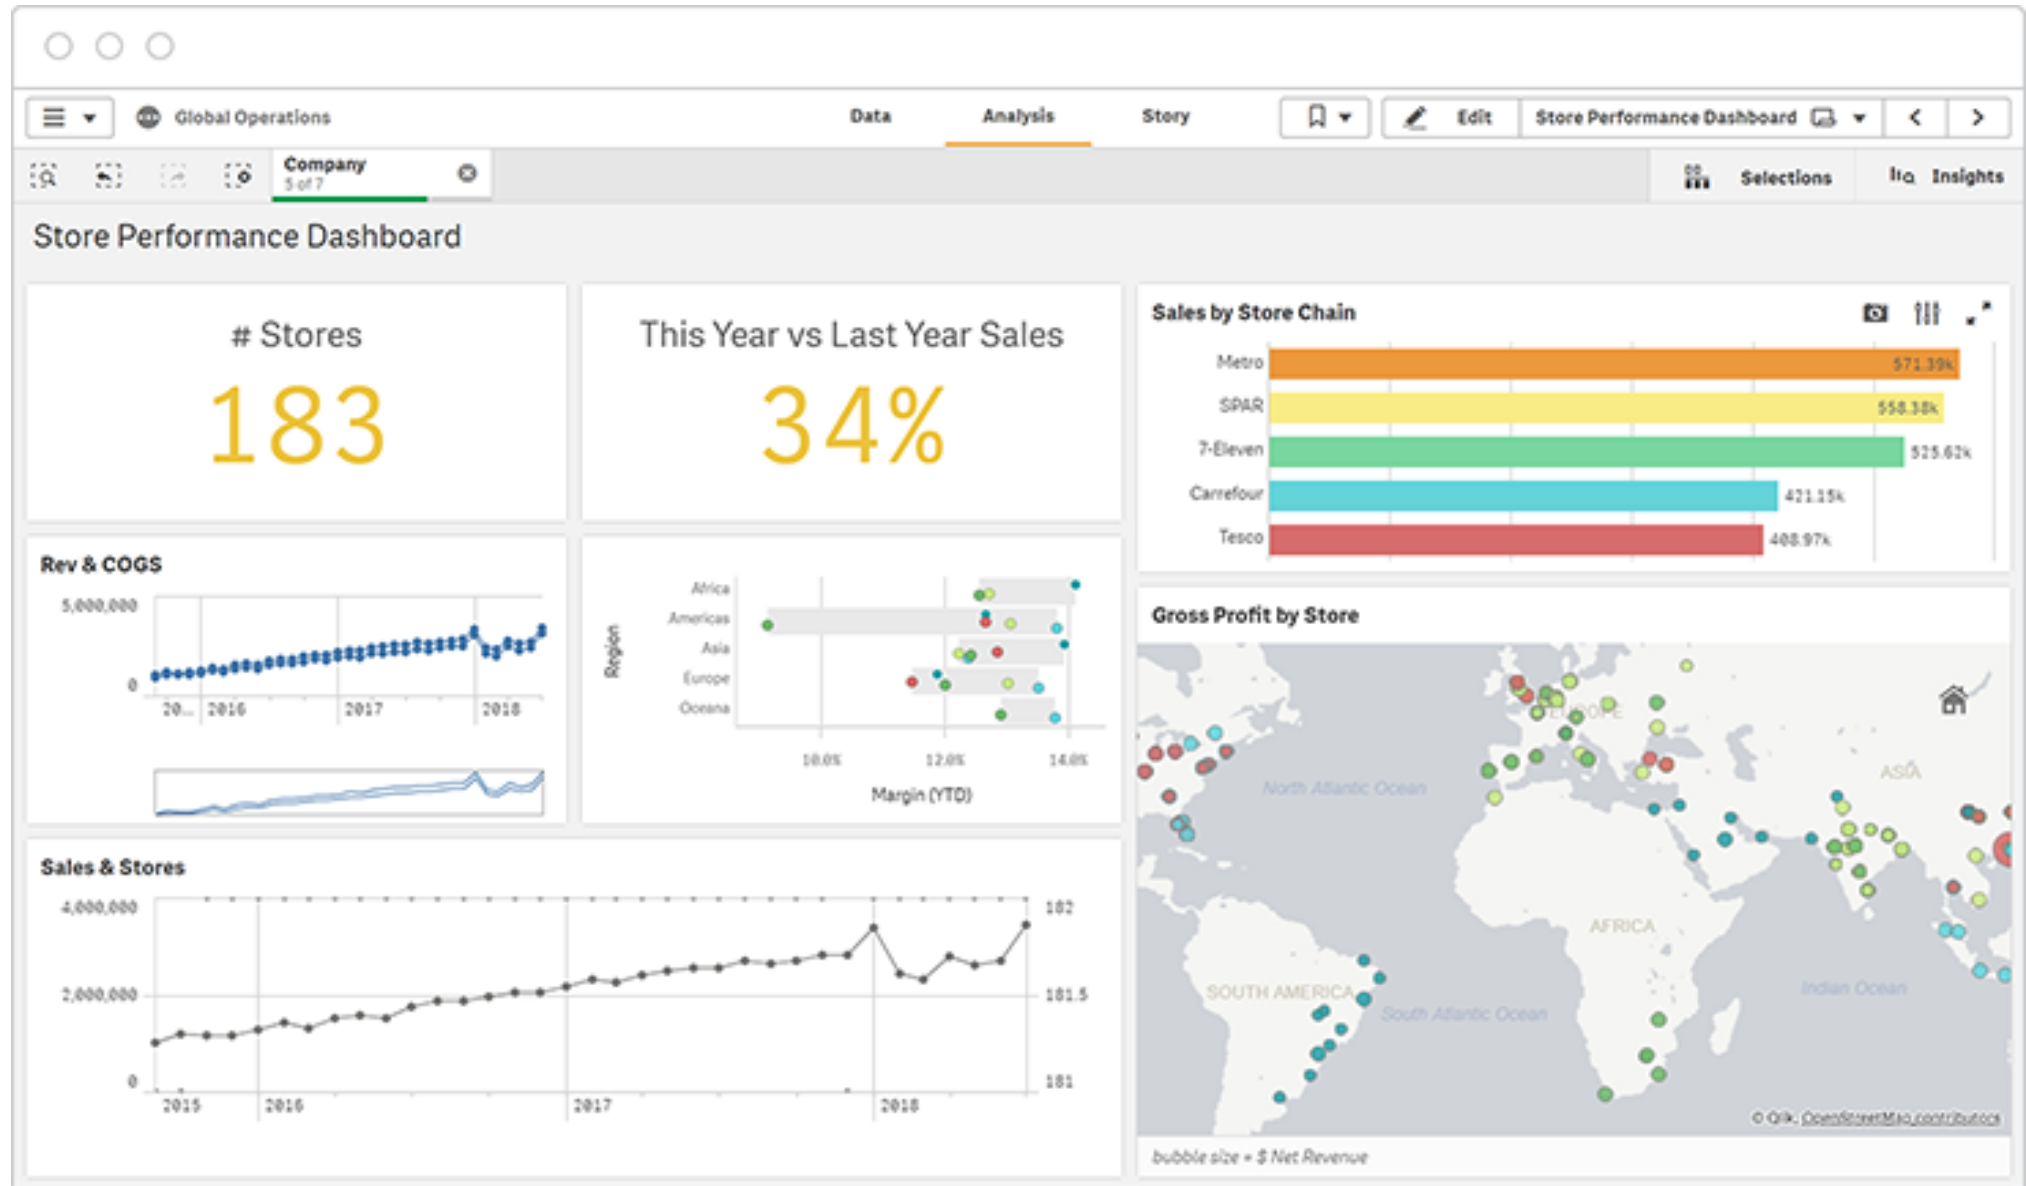 Global Operations
Data
Analysis
Story
Edit
Store Performance Dashboard
Company
5 of 7
Selections
Insights
Store Performance Dashboard
# Stores
183
This Year vs Last Year Sales
34%
Sales by Store Chain
Metro
571.39k
SPAR
558.38k
7-Eleven
525.62k
Carrefour
421.15k
Tesco
408.97k
Rev & COGS
5,000,000
0
20...
2016
2017
2018
Region
Africa
Americas
Asia
Europe
Oceana
10.0%
12.0%
14.0%
Margin (YTD)
Gross Profit by Store
EUROPE
ASIA
North Atlantic Ocean
AFRICA
SOUTH AMERICA
South Atlantic Ocean
Indian Ocean
© Qlik, OpenStreetMap contributors
bubble size = $ Net Revenue
Sales & Stores
4,000,000
2,000,000
0
182
181.5
181
2015
2016
2017
2018